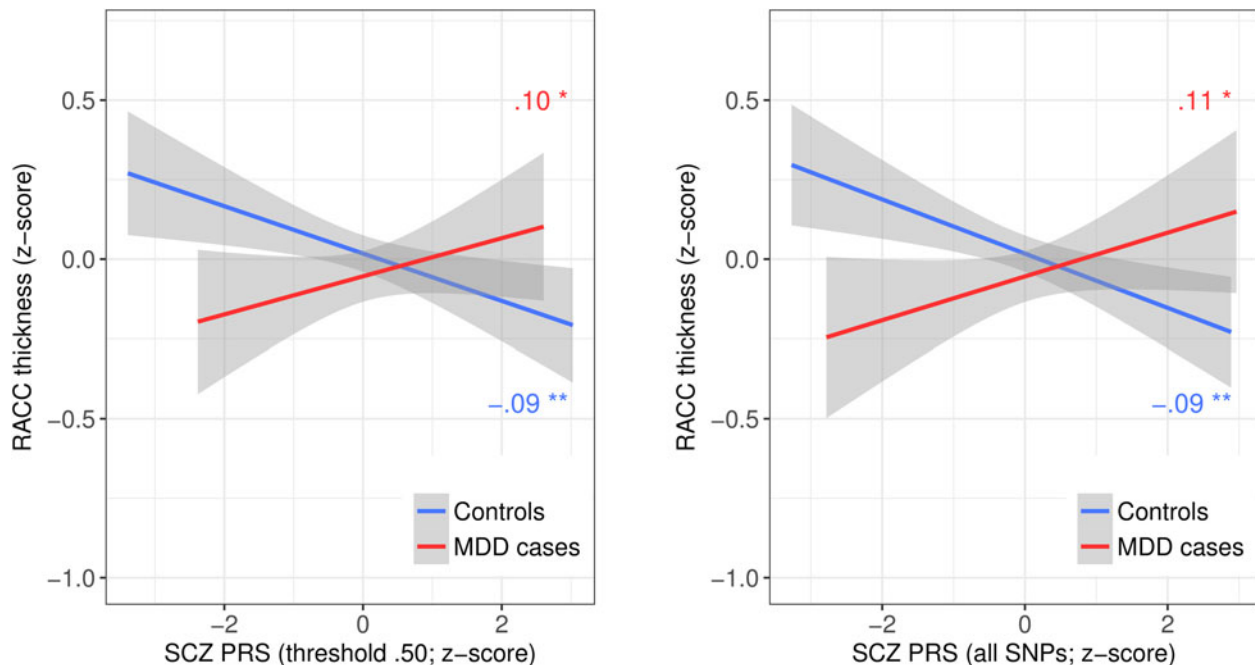 RACC thickness (z-score)
0.5
0.0
−0.5
−1.0
.10 *
−.09 **
Controls
MDD cases
−2
0
2
SCZ PRS (threshold .50; z-score)
RACC thickness (z-score)
0.5
0.0
−0.5
−1.0
.11 *
−.09 **
Controls
MDD cases
−2
0
2
SCZ PRS (all SNPs; z-score)